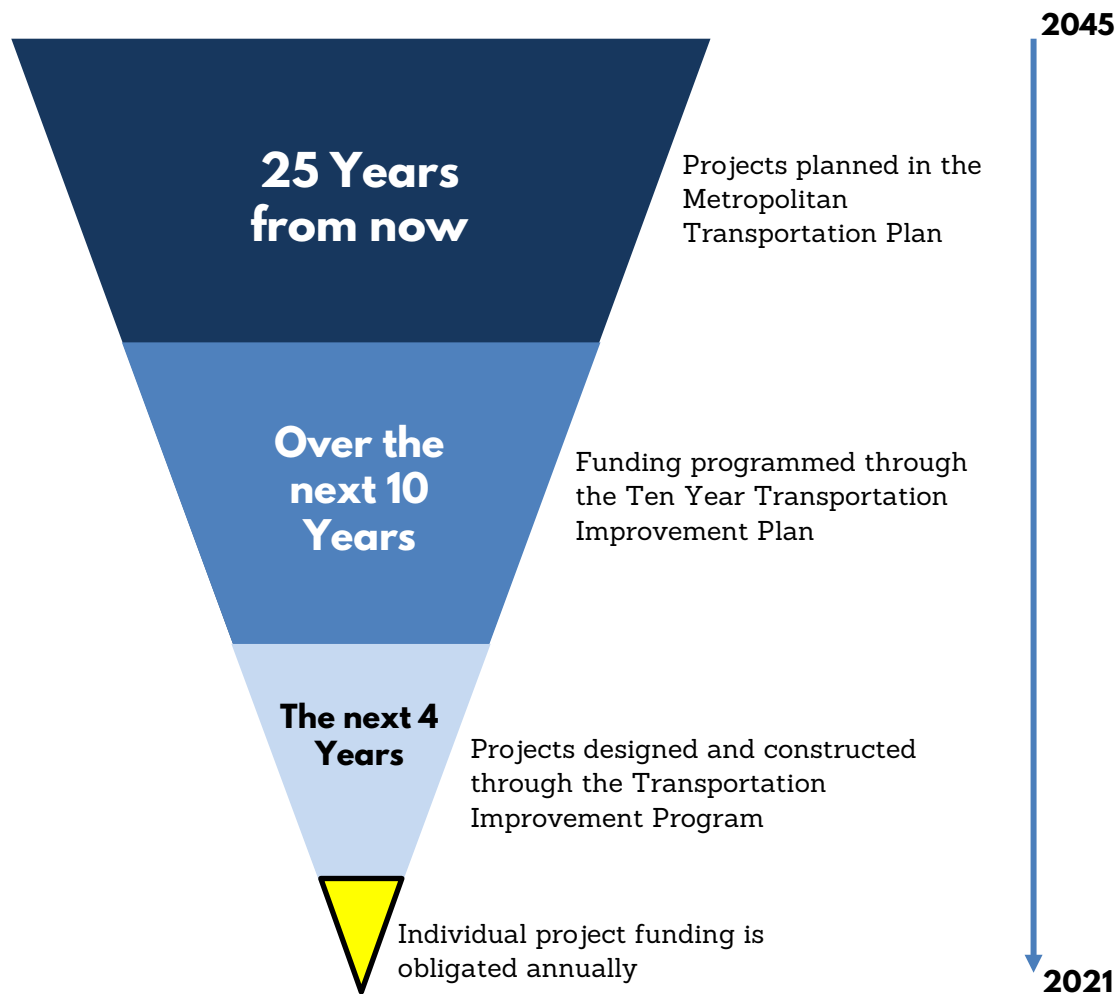 2045
25 Years
from now
Projects planned in the
Metropolitan
Transportation Plan
Over the
next 10
Years
Funding programmed through
the Ten Year Transportation
Improvement Plan
The next 4
Years
Projects designed and constructed
through the Transportation
Improvement Program
Individual project funding is
obligated annually
2021